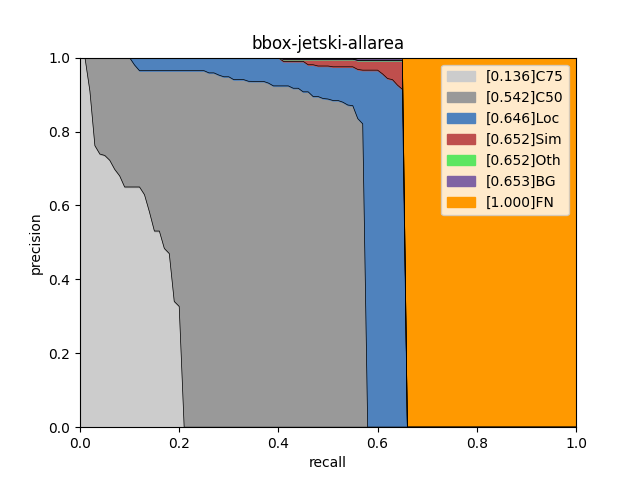 bbox-jetski-allarea
1.0
0.8
0.6
0.4
0.2
0.0
precision
[0.136]C75
[0.542]C50
[0.646]Loc
[0.652]Sim
[0.652]Oth
[0.653]BG
[1.000]FN
0.0 0.2 0.4 0.6 0.8 1.0
recall